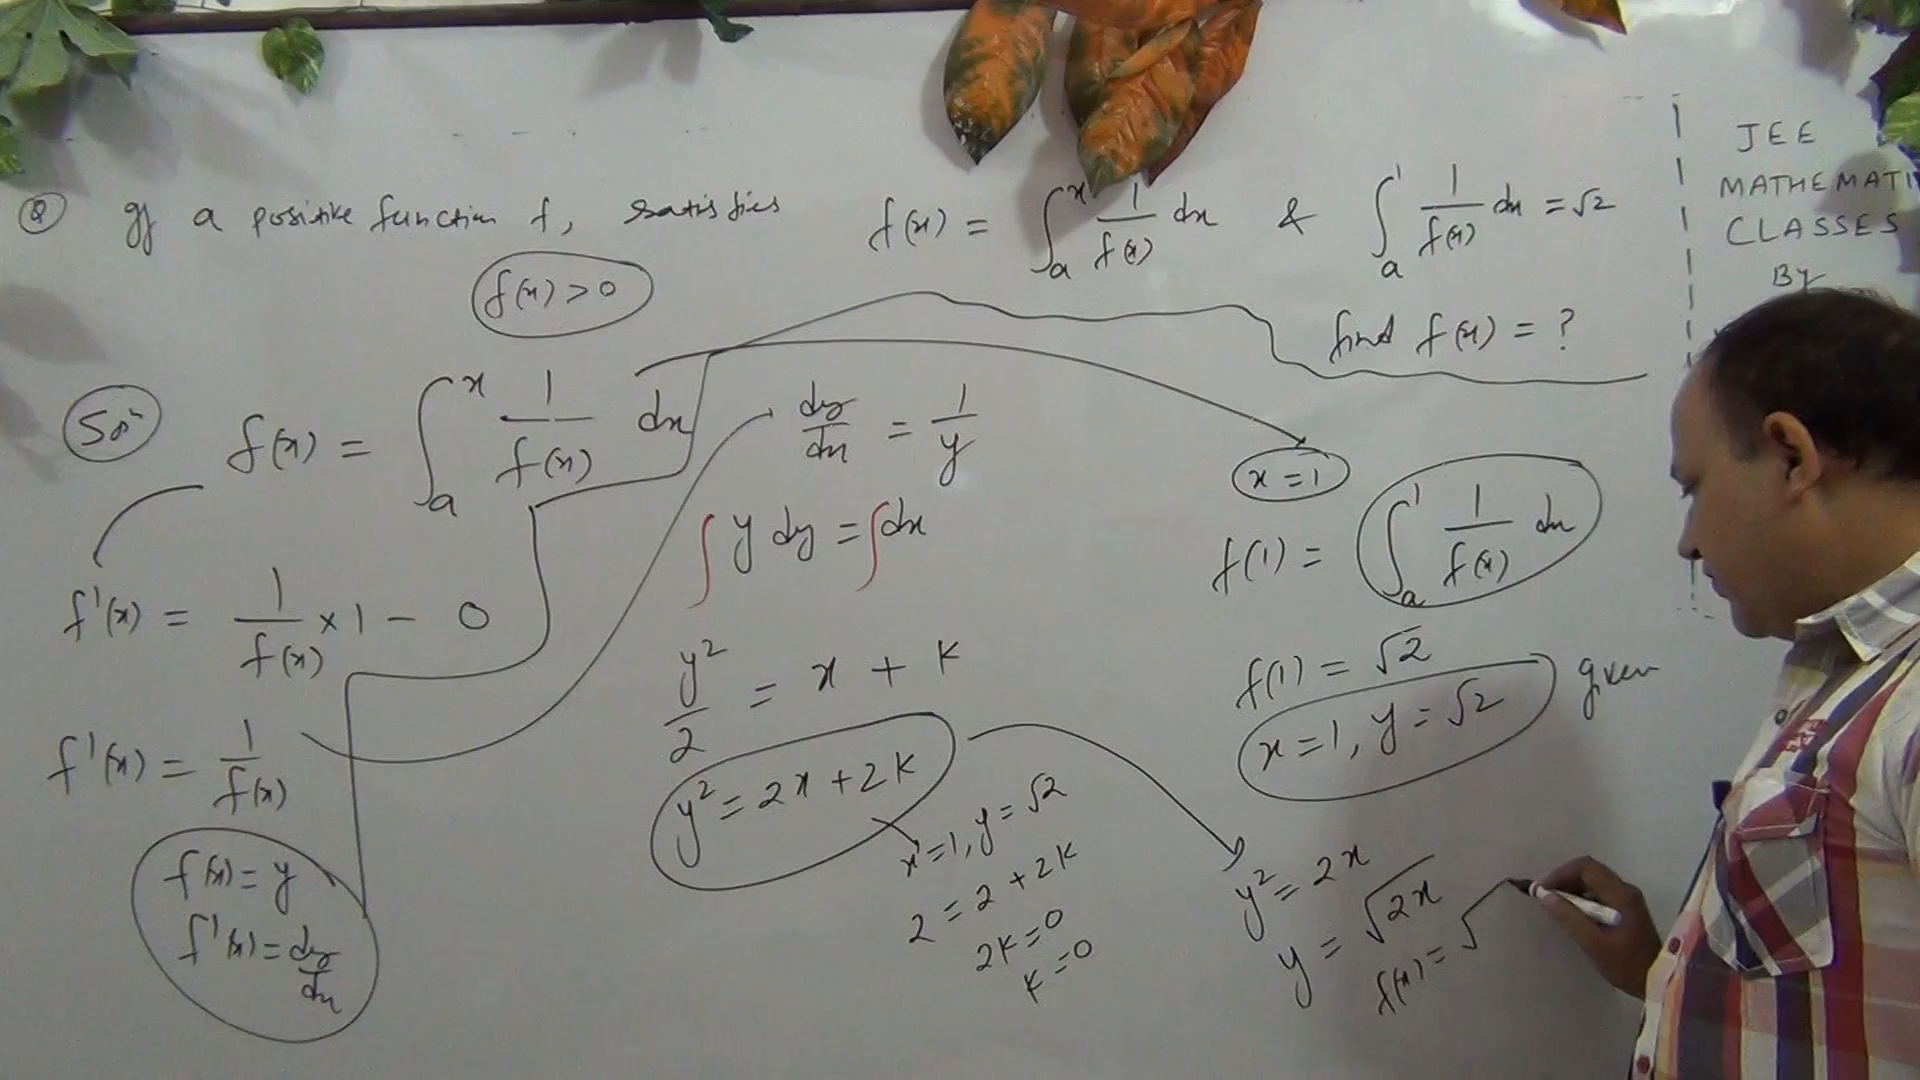 Q If a positive function f, satisfies f(x) = ∫ₐˣ 1/f(x) dx & ∫ₐ¹ 1/f(x) dx = √2
f(x) > 0
find f(x) = ?
Solⁿ f(x) = ∫ₐˣ 1/f(x) dx
f'(x) = 1/f(x) × 1 - 0
f'(x) = 1/f(x)
f(x) = y
f'(x) = dy/dx
dy/dx = 1/y
∫ y dy = ∫ dx
y²/2 = x + k
y² = 2x + 2k
x = 1, y = √2
2 = 2 + 2k
2k = 0
k = 0
x = 1
f(1) = ∫ₐ¹ 1/f(x) dx
f(1) = √2
x = 1, y = √2 given
y² = 2x
y = √2x
f(x) = √
JEE
MATHEMATI
CLASSES
By